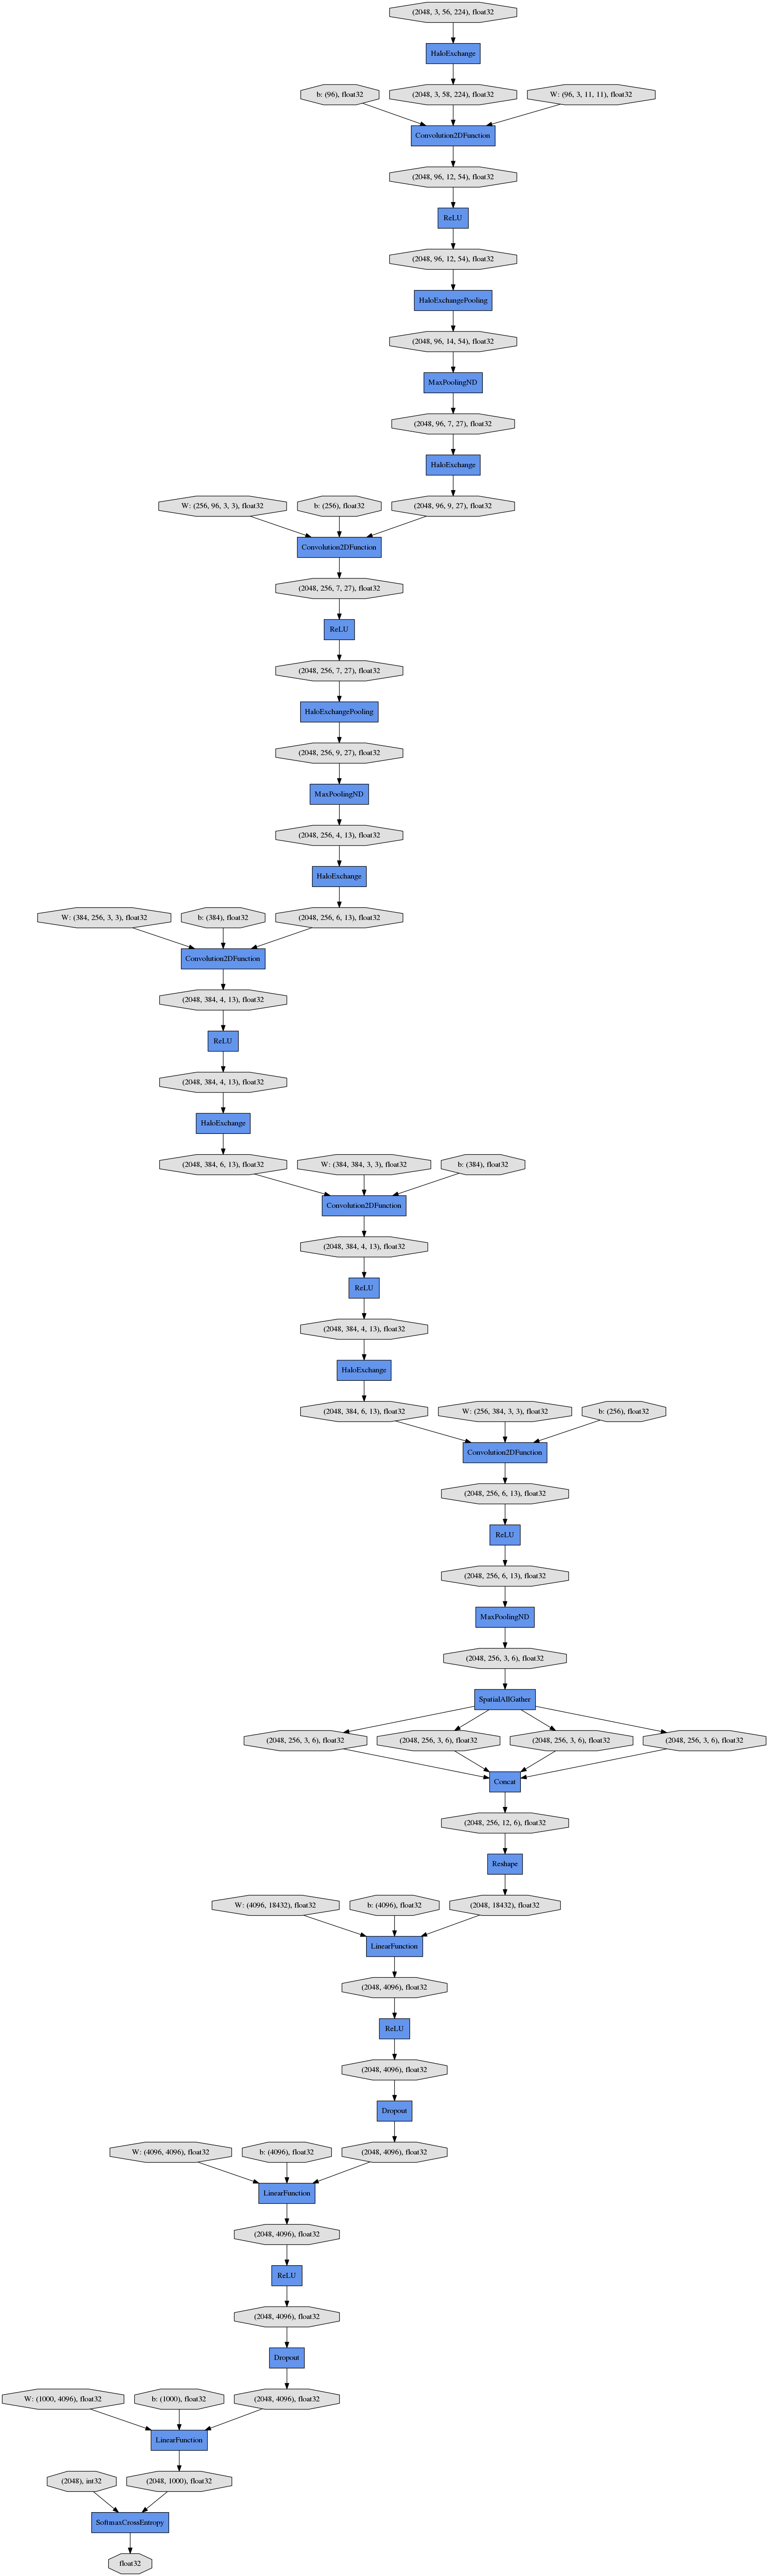 (2048, 3, 56, 224), float32
HaloExchange
b: (96), float32
(2048, 3, 58, 224), float32
W: (96, 3, 11, 11), float32
Convolution2DFunction
(2048, 96, 12, 54), float32
ReLU
(2048, 96, 12, 54), float32
HaloExchangePooling
(2048, 96, 14, 54), float32
MaxPoolingND
(2048, 96, 7, 27), float32
HaloExchange
W: (256, 96, 3, 3), float32
b: (256), float32
(2048, 96, 9, 27), float32
Convolution2DFunction
(2048, 256, 7, 27), float32
ReLU
(2048, 256, 7, 27), float32
HaloExchangePooling
(2048, 256, 9, 27), float32
MaxPoolingND
(2048, 256, 4, 13), float32
HaloExchange
W: (384, 256, 3, 3), float32
b: (384), float32
(2048, 256, 6, 13), float32
Convolution2DFunction
(2048, 384, 4, 13), float32
ReLU
(2048, 384, 4, 13), float32
HaloExchange
(2048, 384, 6, 13), float32
W: (384, 384, 3, 3), float32
b: (384), float32
Convolution2DFunction
(2048, 384, 4, 13), float32
ReLU
(2048, 384, 4, 13), float32
HaloExchange
(2048, 384, 6, 13), float32
W: (256, 384, 3, 3), float32
b: (256), float32
Convolution2DFunction
(2048, 256, 6, 13), float32
ReLU
(2048, 256, 6, 13), float32
MaxPoolingND
(2048, 256, 3, 6), float32
SpatialAllGather
(2048, 256, 3, 6), float32
(2048, 256, 3, 6), float32
(2048, 256, 3, 6), float32
(2048, 256, 3, 6), float32
Concat
(2048, 256, 12, 6), float32
Reshape
W: (4096, 18432), float32
b: (4096), float32
(2048, 18432), float32
LinearFunction
(2048, 4096), float32
ReLU
(2048, 4096), float32
Dropout
W: (4096, 4096), float32
b: (4096), float32
(2048, 4096), float32
LinearFunction
(2048, 4096), float32
ReLU
(2048, 4096), float32
Dropout
W: (1000, 4096), float32
b: (1000), float32
(2048, 4096), float32
LinearFunction
(2048), int32
(2048, 1000), float32
SoftmaxCrossEntropy
float32